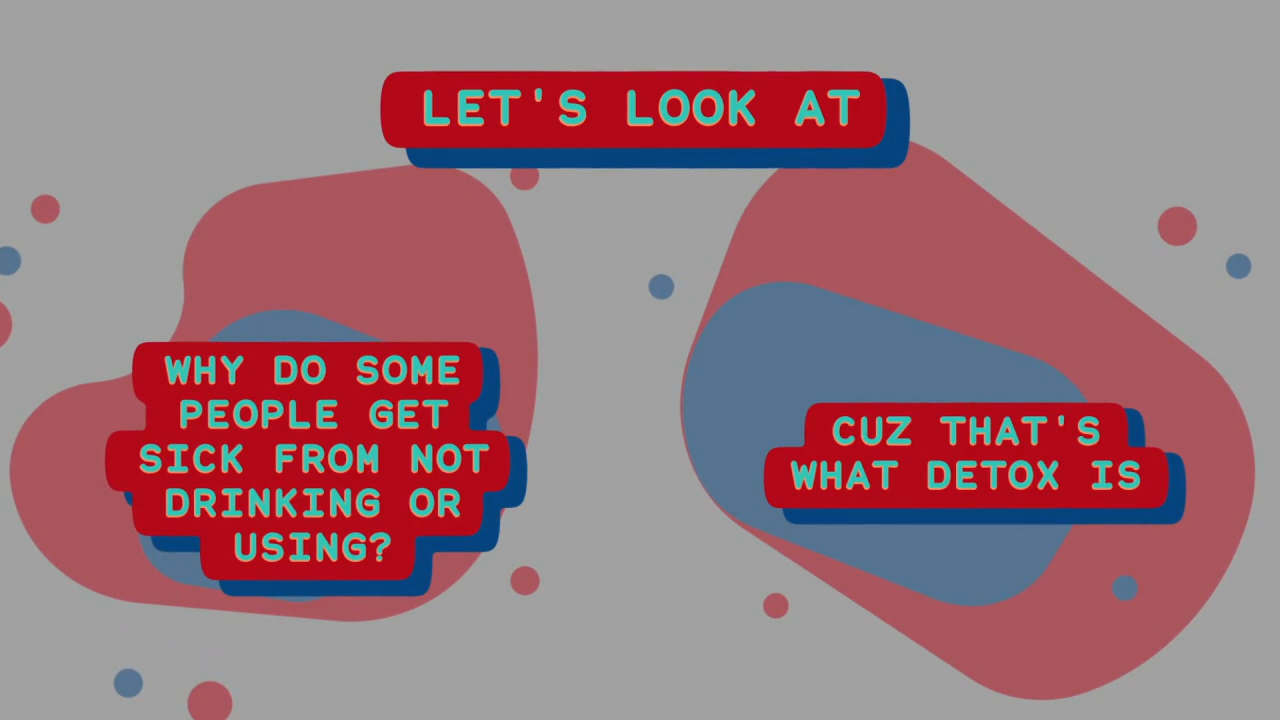 LET'S LOOK AT
WHY DO SOME
PEOPLE GET
SICK FROM NOT
DRINKING OR
USING?
CUZ THAT'S
WHAT DETOX IS